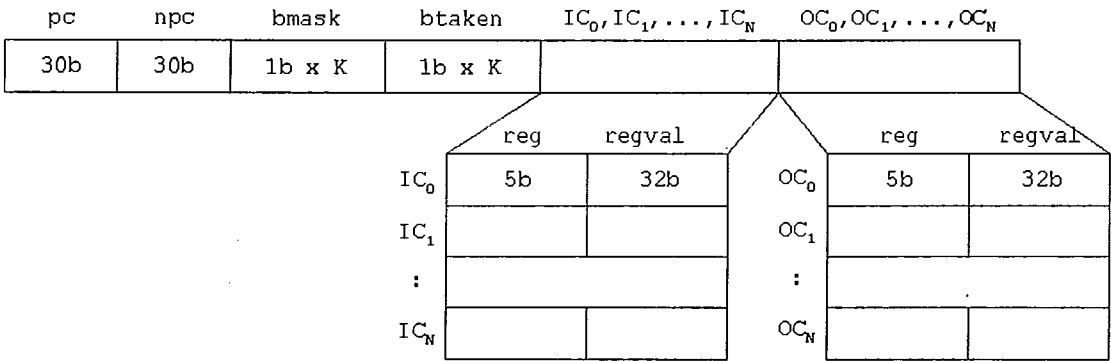 pc npc bmask btaken IC0,IC1,...,ICN OC0,OC1,...,OCN
30b 30b 1b x K 1b x K
reg regval reg regval
IC0 5b 32b OC0 5b 32b
IC1 OC1
: :
ICN OCN